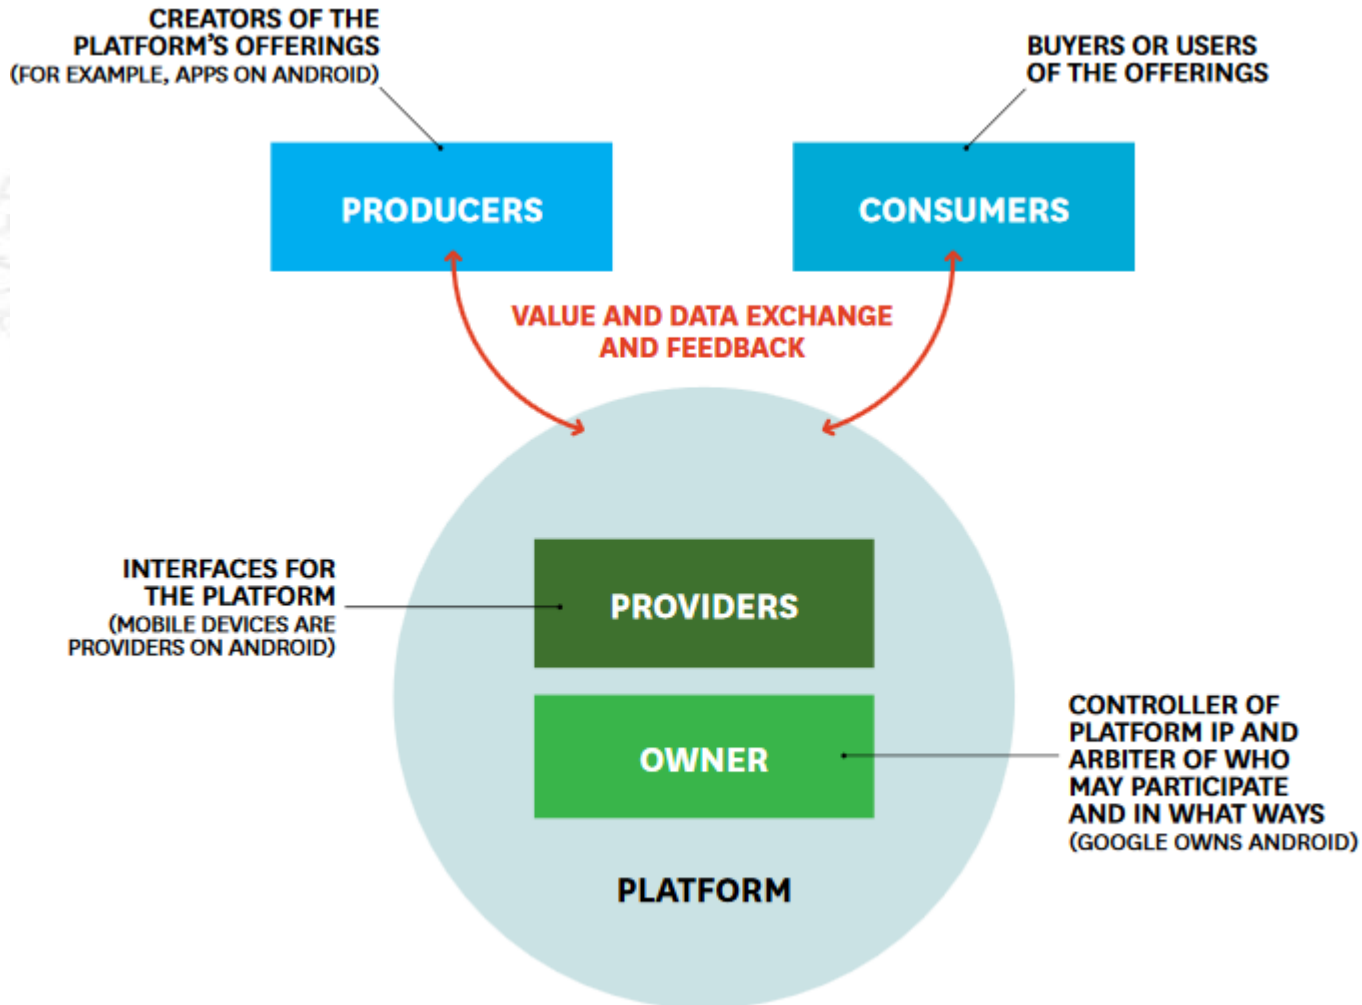 CREATORS OF THE
PLATFORM'S OFFERINGS
(FOR EXAMPLE, APPS ON ANDROID)
BUYERS OR USERS
OF THE OFFERINGS
PRODUCERS
CONSUMERS
VALUE AND DATA EXCHANGE
AND FEEDBACK
INTERFACES FOR
THE PLATFORM
(MOBILE DEVICES ARE
PROVIDERS ON ANDROID)
PROVIDERS
OWNER
CONTROLLER OF
PLATFORM IP AND
ARBITER OF WHO
MAY PARTICIPATE
AND IN WHAT WAYS
(GOOGLE OWNS ANDROID)
PLATFORM